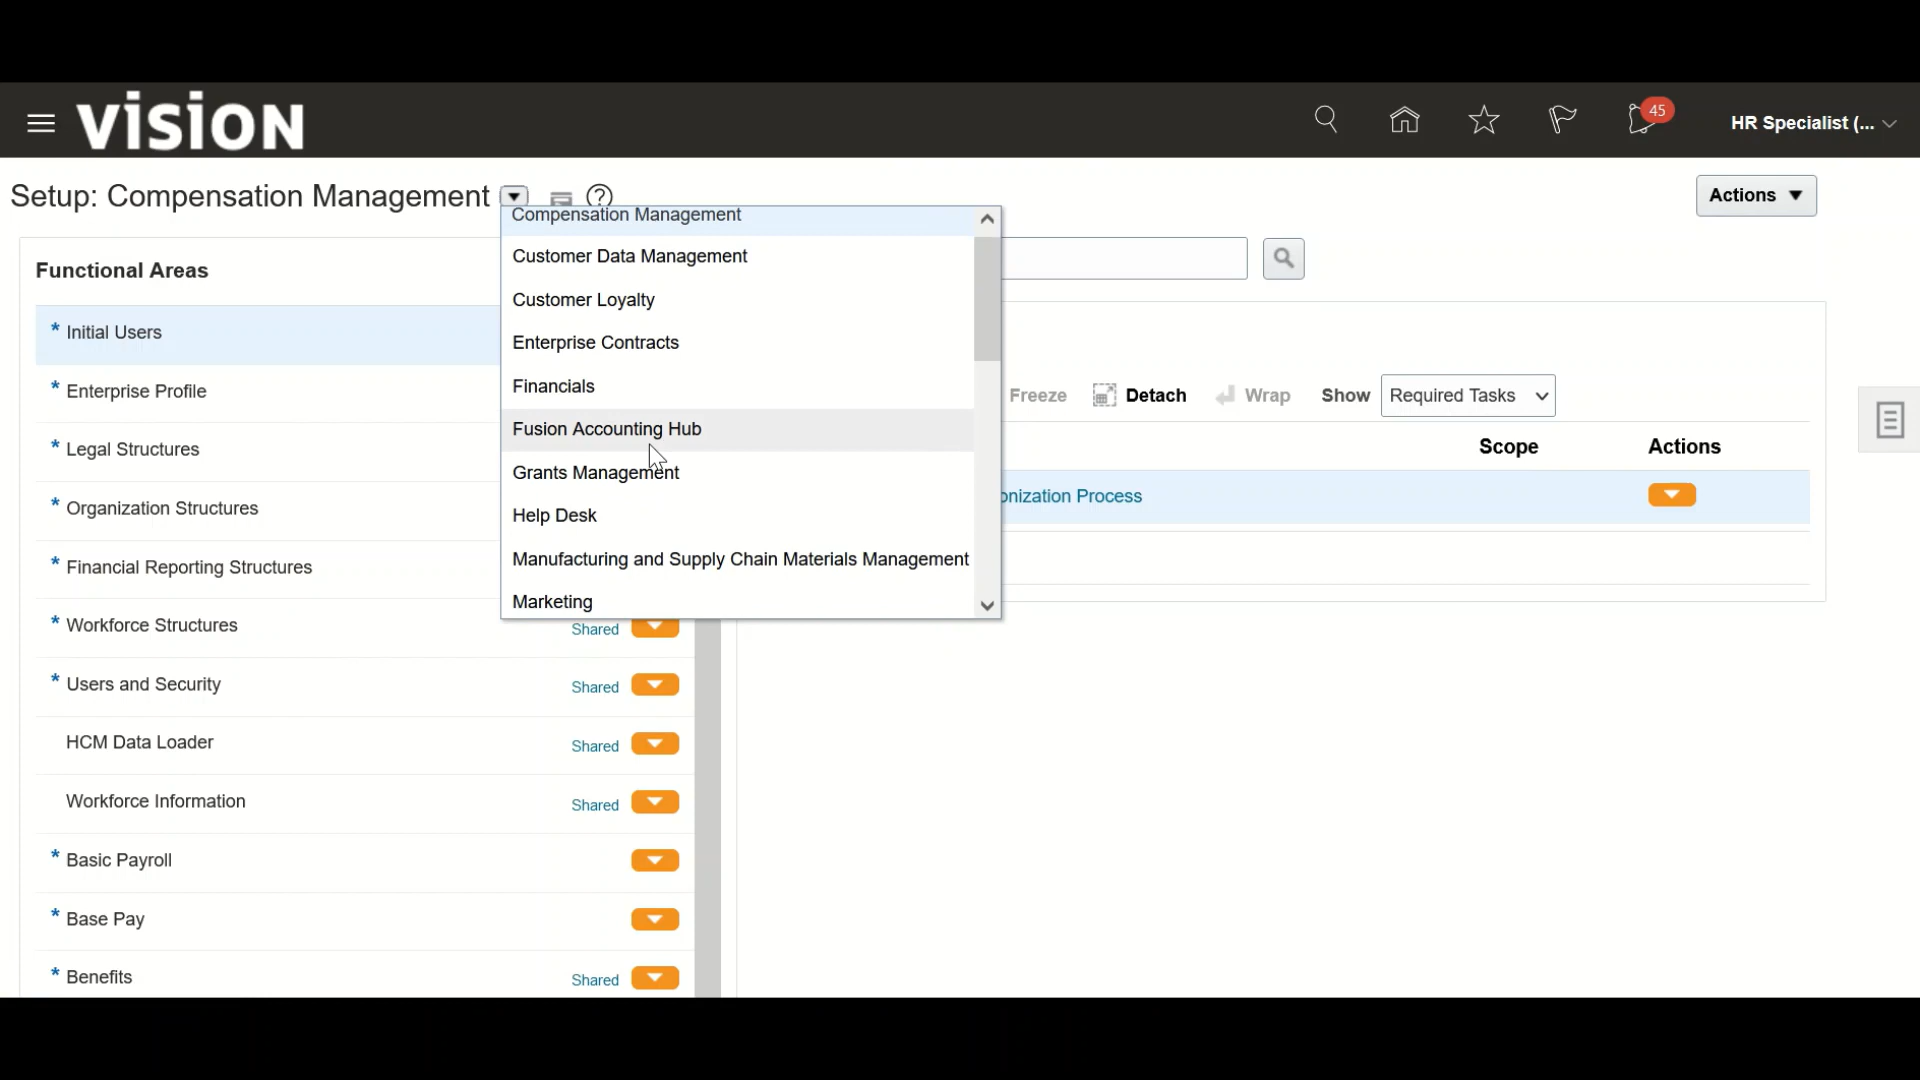 vision
45
HR Specialist (...
Setup: Compensation Management
?
Actions
Compensation Management
Customer Data Management
Customer Loyalty
Enterprise Contracts
Financials
Fusion Accounting Hub
Grants Management
Help Desk
Manufacturing and Supply Chain Materials Management
Marketing
Functional Areas
* Initial Users
* Enterprise Profile
* Legal Structures
* Organization Structures
* Financial Reporting Structures
* Workforce Structures Shared
* Users and Security Shared
HCM Data Loader Shared
Workforce Information Shared
* Basic Payroll
* Base Pay
* Benefits Shared
Freeze Detach Wrap Show Required Tasks
Scope Actions
onization Process